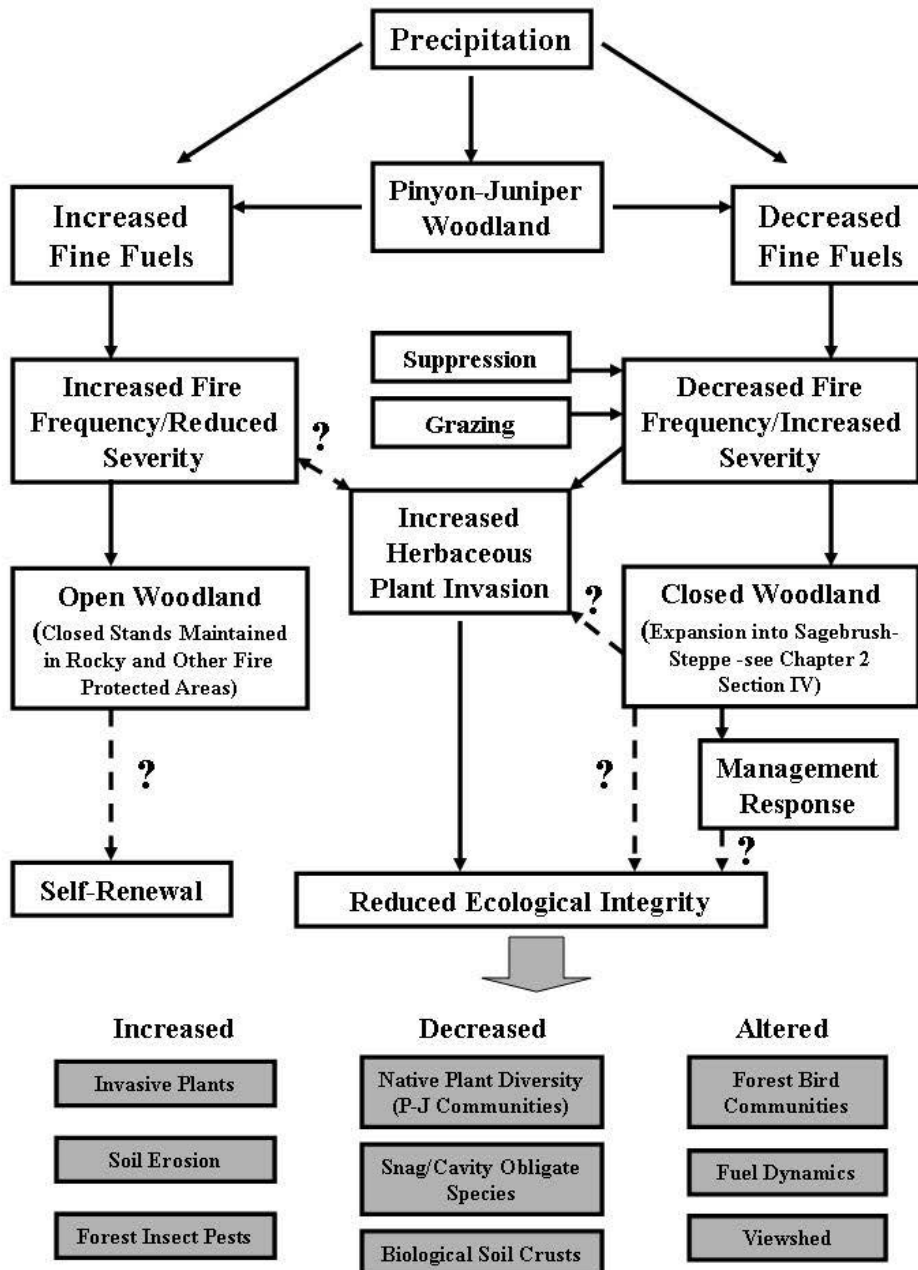 Precipitation
Pinyon-Juniper
Woodland
Increased
Fine Fuels
Decreased
Fine Fuels
Suppression
Grazing
Increased Fire
Frequency/Reduced
Severity
Decreased Fire
Frequency/Increased
Severity
?
Increased
Herbaceous
Plant Invasion
Open Woodland
(Closed Stands Maintained
in Rocky and Other Fire
Protected Areas)
?
Closed Woodland
(Expansion into Sagebrush-
Steppe -see Chapter 2
Section IV)
?
?
Management
Response
?
Self-Renewal
Reduced Ecological Integrity
Increased
Invasive Plants
Soil Erosion
Forest Insect Pests
Decreased
Native Plant Diversity
(P-J Communities)
Snag/Cavity Obligate
Species
Biological Soil Crusts
Altered
Forest Bird
Communities
Fuel Dynamics
Viewshed